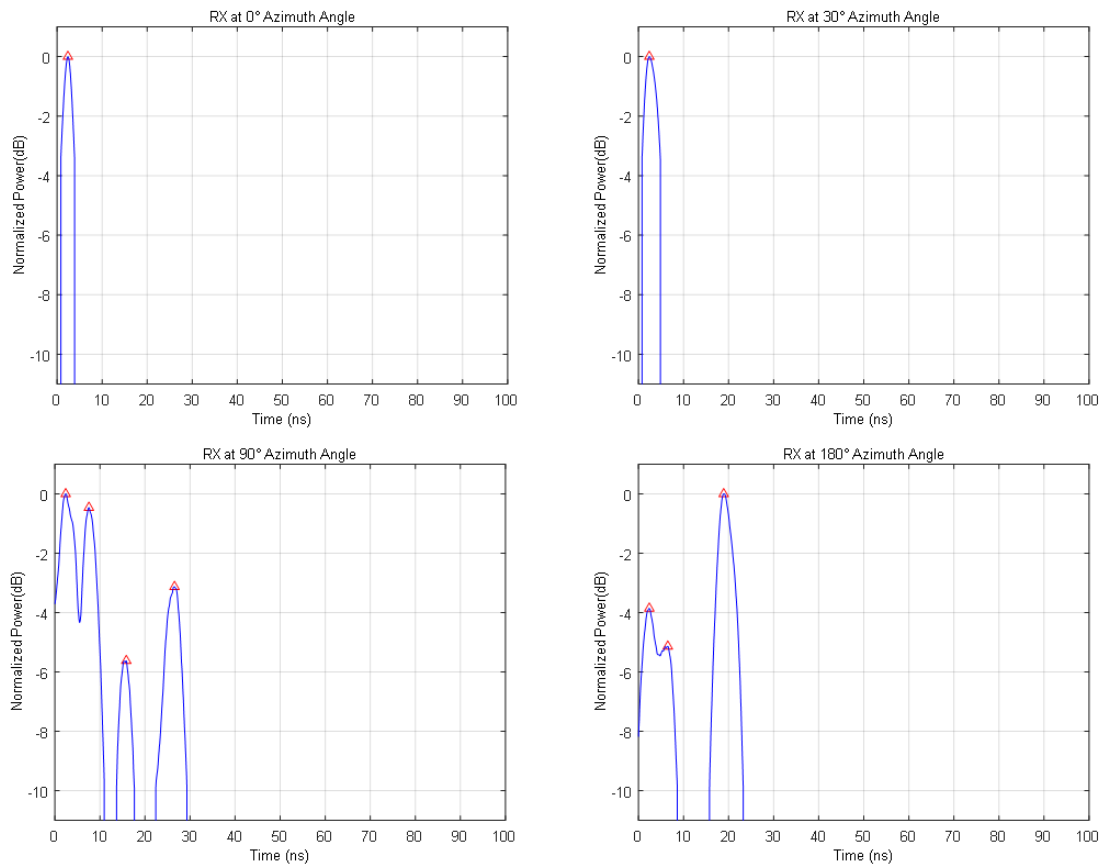 RX at 0° Azimuth Angle
Normalized Power(dB)
0
-2
-4
-6
-8
-10
0 10 20 30 40 50 60 70 80 90 100
Time (ns)
RX at 30° Azimuth Angle
Normalized Power(dB)
0
-2
-4
-6
-8
-10
0 10 20 30 40 50 60 70 80 90 100
Time (ns)
RX at 90° Azimuth Angle
Normalized Power(dB)
0
-2
-4
-6
-8
-10
0 10 20 30 40 50 60 70 80 90 100
Time (ns)
RX at 180° Azimuth Angle
Normalized Power(dB)
0
-2
-4
-6
-8
-10
0 10 20 30 40 50 60 70 80 90 100
Time (ns)